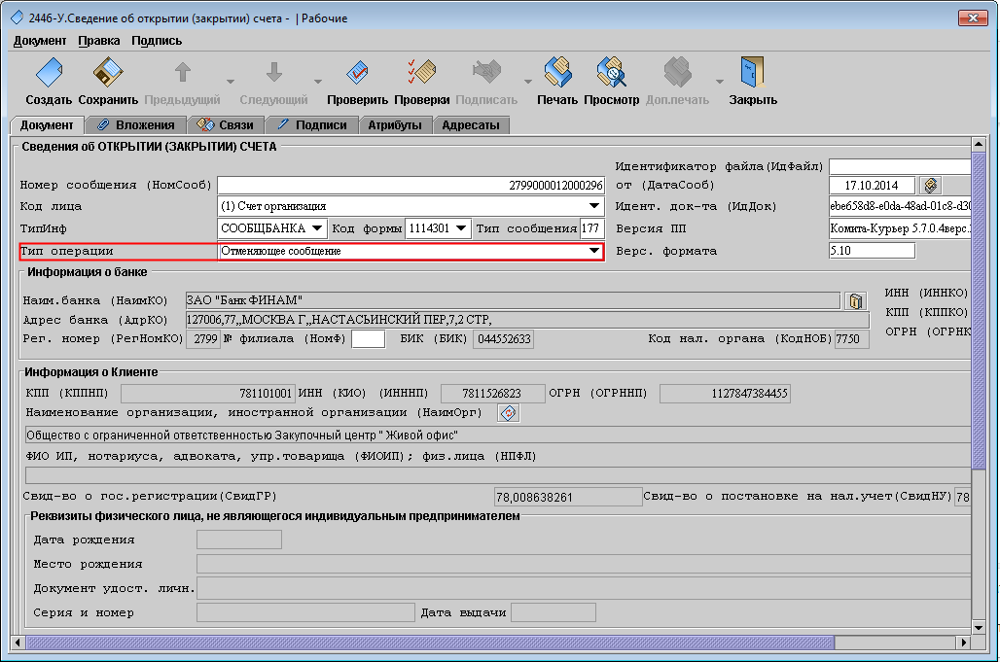 2446-У.Сведение об открытии (закрытии) счета - | Рабочие
Документ Правка Подпись
Создать Сохранить Предыдущий Следующий Проверить Проверки Подписать Печать Просмотр Доп.печать Закрыть
Документ Вложения Связи Подписи Атрибуты Адресаты
Сведения об ОТКРЫТИИ (ЗАКРЫТИИ) СЧЕТА
Идентификатор файла(ИдФайл)
Номер сообщения (НомСооб) 2799000012000296 от (ДатаСооб) 17.10.2014
Код лица (1) Счет организация Идент. док-та (ИдДок) ebe658d8-e0da-48ad-01c8-d30
ТипИнф СООБЩБАНКА Код формы 1114301 Тип сообщения 177 Версия ПП Комита-Курьер 5.7.0.4верс.
Тип операции Отменяющее сообщение Верс. формата 5.10
Информация о банке
Наим.банка (НаимКО) ЗАО "Банк ФИНАМ" ИНН (ИННКО)
Адрес банка (АдрКО) 127006,77,,МОСКВА Г,,НАСТАСЬИНСКИЙ ПЕР,7,2 СТР, КПП (КППКО)
Рег. номер (РегНомКО) 2799 № филиала (НомФ) БИК (БИК) 044552633 Код нал. органа (КодНОБ) 7750 ОГРН (ОГРНК
Информация о Клиенте
КПП (КППНП) 781101001 ИНН (КИО) (ИНННП) 7811526823 ОГРН (ОГРННП) 1127847384455
Наименование организации, иностранной организации (НаимОрг)
Общество с ограниченной ответственностью Закупочный центр " Живой офис"
ФИО ИП, нотариуса, адвоката, упр.товарища (ФИОИП); физ.лица (НПФЛ)
Свид-во о гос.регистрации(СвидГР) 78,008638261 Свид-во о постановке на нал.учет(СвидНУ) 78
Реквизиты физического лица, не являющегося индивидуальным предпринимателем
Дата рождения
Место рождения
Документ удост. личн.
Серия и номер Дата выдачи